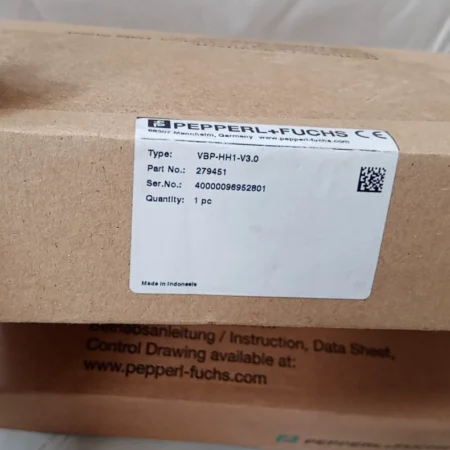 PEPPERL+FUCHS CE
68307 Mannheim, Germany www.pepperl-fuchs.com
Type: VBP-HH1-V3.0
Part No.: 279451
Ser.No.: 40000096952801
Quantity: 1 pc
Made in Indonesia
Betriebsanleitung / Instruction, Data Sheet,
Control Drawing available at:
www.pepperl-fuchs.com
PEPPERL+FUCHS